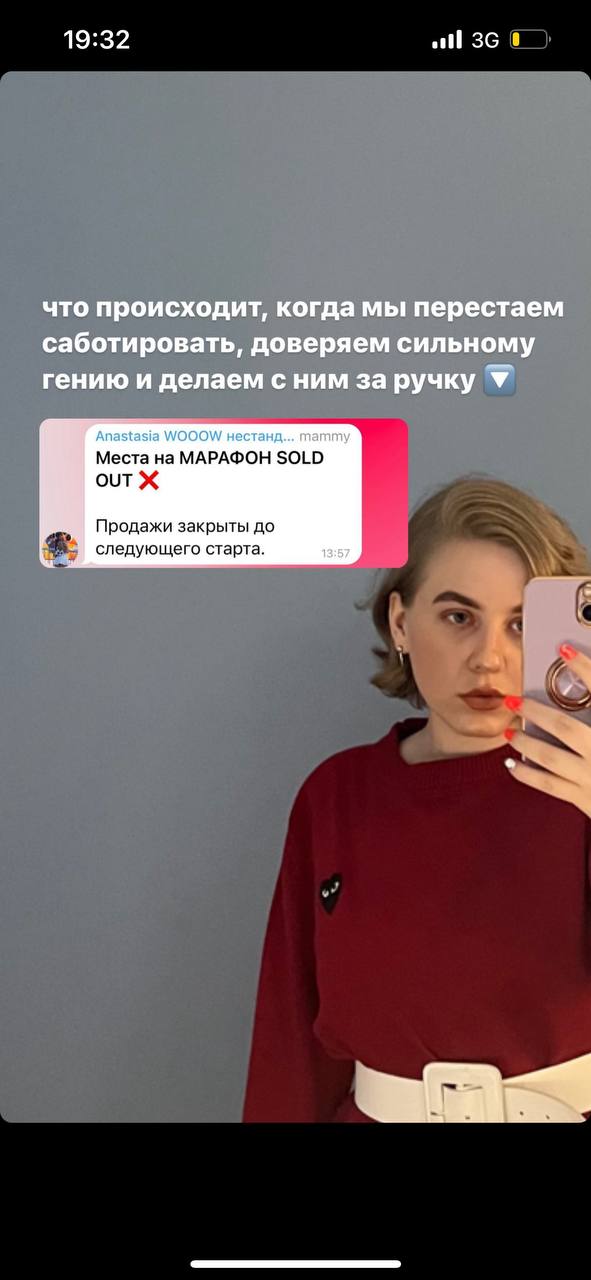 19:32
3G
что происходит, когда мы перестаем
саботировать, доверяем сильному
гению и делаем с ним за ручку 🔽
Anastasia WOOOW нестанд... mammy
Места на МАРАФОН SOLD
OUT ❌
Продажи закрыты до
следующего старта.
13:57